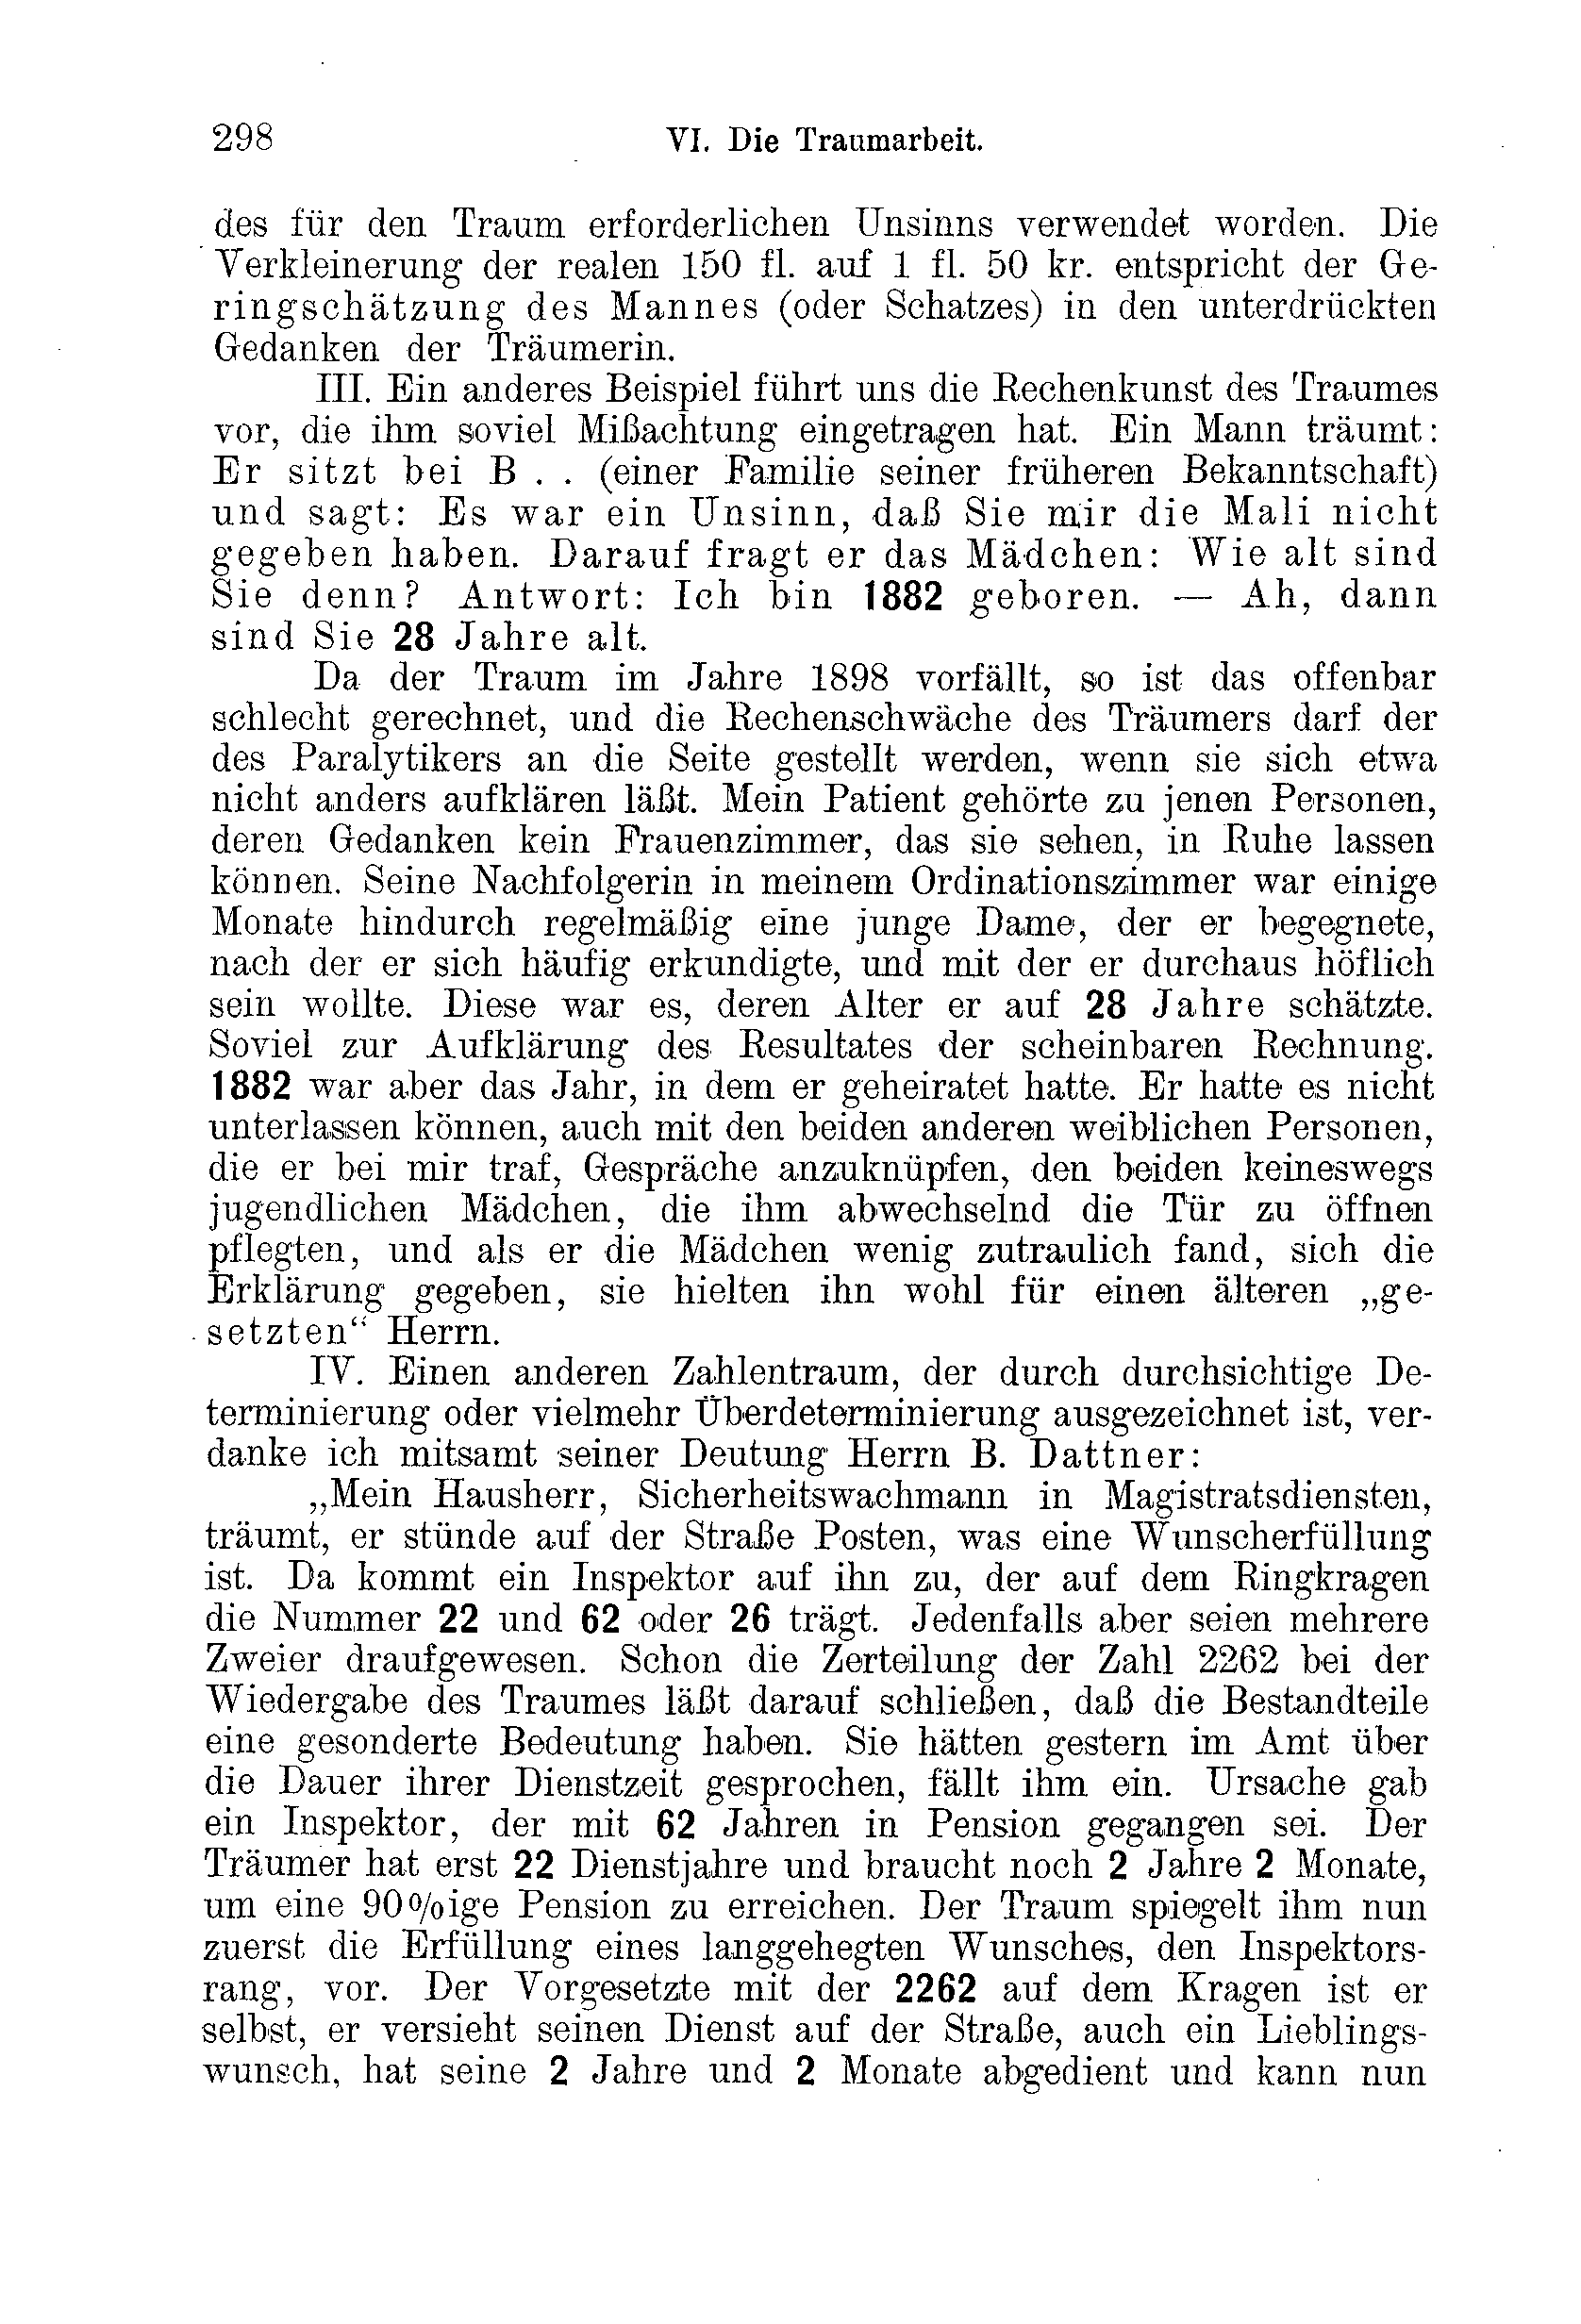 298
VI. Die Traumarbeit.
des für den Traum erforderlichen Unsinns verwendet worden. Die
Verkleinerung der realen 150 fl. auf 1 fl. 50 kr. entspricht der Ge-
ringschätzung des Mannes (oder Schatzes) in den unterdrückten
Gedanken der Träumerin.
III. Ein anderes Beispiel führt uns die Rechenkunst des Traumes
vor, die ihm soviel Mißachtung eingetragen hat. Ein Mann träumt:
Er sitzt bei B . . (einer Familie seiner früheren Bekanntschaft)
und sagt: Es war ein Unsinn, daß Sie mir die Mali nicht
gegeben haben. Darauf fragt er das Mädchen: Wie alt sind
Sie denn? Antwort: Ich bin 1882 geboren. — Ah, dann
sind Sie 28 Jahre alt.
Da der Traum im Jahre 1898 vorfällt, so ist das offenbar
schlecht gerechnet, und die Rechenschwäche des Träumers darf der
des Paralytikers an die Seite gestellt werden, wenn sie sich etwa
nicht anders aufklären läßt. Mein Patient gehörte zu jenen Personen,
deren Gedanken kein Frauenzimmer, das sie sehen, in Ruhe lassen
können. Seine Nachfolgerin in meinem Ordinationszimmer war einige
Monate hindurch regelmäßig eine junge Dame, der er begegnete,
nach der er sich häufig erkundigte, und mit der er durchaus höflich
sein wollte. Diese war es, deren Alter er auf 28 Jahre schätzte.
Soviel zur Aufklärung des Resultates der scheinbaren Rechnung.
1882 war aber das Jahr, in dem er geheiratet hatte. Er hatte es nicht
unterlassen können, auch mit den beiden anderen weiblichen Personen,
die er bei mir traf, Gespräche anzuknüpfen, den beiden keineswegs
jugendlichen Mädchen, die ihm abwechselnd die Tür zu öffnen
pflegten, und als er die Mädchen wenig zutraulich fand, sich die
Erklärung gegeben, sie hielten ihn wohl für einen älteren „ge-
setzten“ Herrn.
IV. Einen anderen Zahlentraum, der durch durchsichtige De-
terminierung oder vielmehr Überdeterminierung ausgezeichnet ist, ver-
danke ich mitsamt seiner Deutung Herrn B. Dattner:
„Mein Hausherr, Sicherheitswachmann in Magistratsdiensten,
träumt, er stünde auf der Straße Posten, was eine Wunscherfüllung
ist. Da kommt ein Inspektor auf ihn zu, der auf dem Ringkragen
die Nummer 22 und 62 oder 26 trägt. Jedenfalls aber seien mehrere
Zweier draufgewesen. Schon die Zerteilung der Zahl 2262 bei der
Wiedergabe des Traumes läßt darauf schließen, daß die Bestandteile
eine gesonderte Bedeutung haben. Sie hätten gestern im Amt über
die Dauer ihrer Dienstzeit gesprochen, fällt ihm ein. Ursache gab
ein Inspektor, der mit 62 Jahren in Pension gegangen sei. Der
Träumer hat erst 22 Dienstjahre und braucht noch 2 Jahre 2 Monate,
um eine 90%ige Pension zu erreichen. Der Traum spiegelt ihm nun
zuerst die Erfüllung eines langgehegten Wunsches, den Inspektors-
rang, vor. Der Vorgesetzte mit der 2262 auf dem Kragen ist er
selbst, er versieht seinen Dienst auf der Straße, auch ein Lieblings-
wunsch, hat seine 2 Jahre und 2 Monate abgedient und kann nun